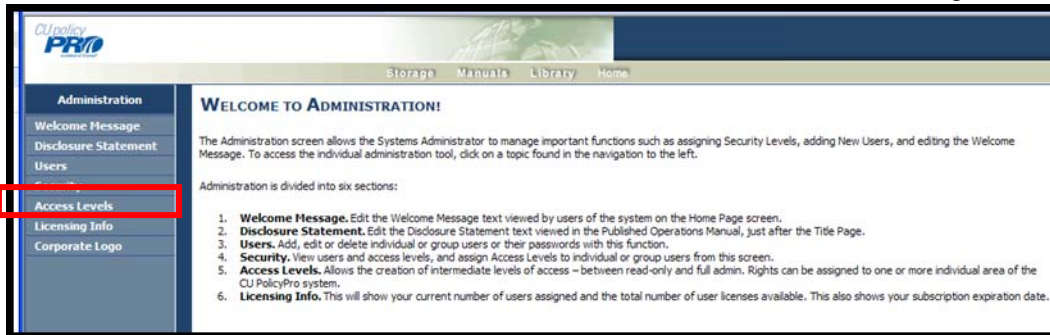 CU policy
PRO
Storage Manuals Library Home
Administration
Welcome Message
Disclosure Statement
Users
Security
Access Levels
Licensing Info
Corporate Logo
WELCOME TO ADMINISTRATION!
The Administration screen allows the Systems Administrator to manage important functions such as assigning Security Levels, adding New Users, and editing the Welcome
Message. To access the individual administration tool, click on a topic found in the navigation to the left.
Administration is divided into six sections:
1. Welcome Message. Edit the Welcome Message text viewed by users of the system on the Home Page screen.
2. Disclosure Statement. Edit the Disclosure Statement text viewed in the Published Operations Manual, just after the Title Page.
3. Users. Add, edit or delete individual or group users or their passwords with this function.
4. Security. View users and access levels, and assign Access Levels to individual or group users from this screen.
5. Access Levels. Allows the creation of intermediate levels of access – between read-only and full admin. Rights can be assigned to one or more individual area of the
CU PolicyPro system.
6. Licensing Info. This will show your current number of users assigned and the total number of user licenses available. This also shows your subscription expiration date.